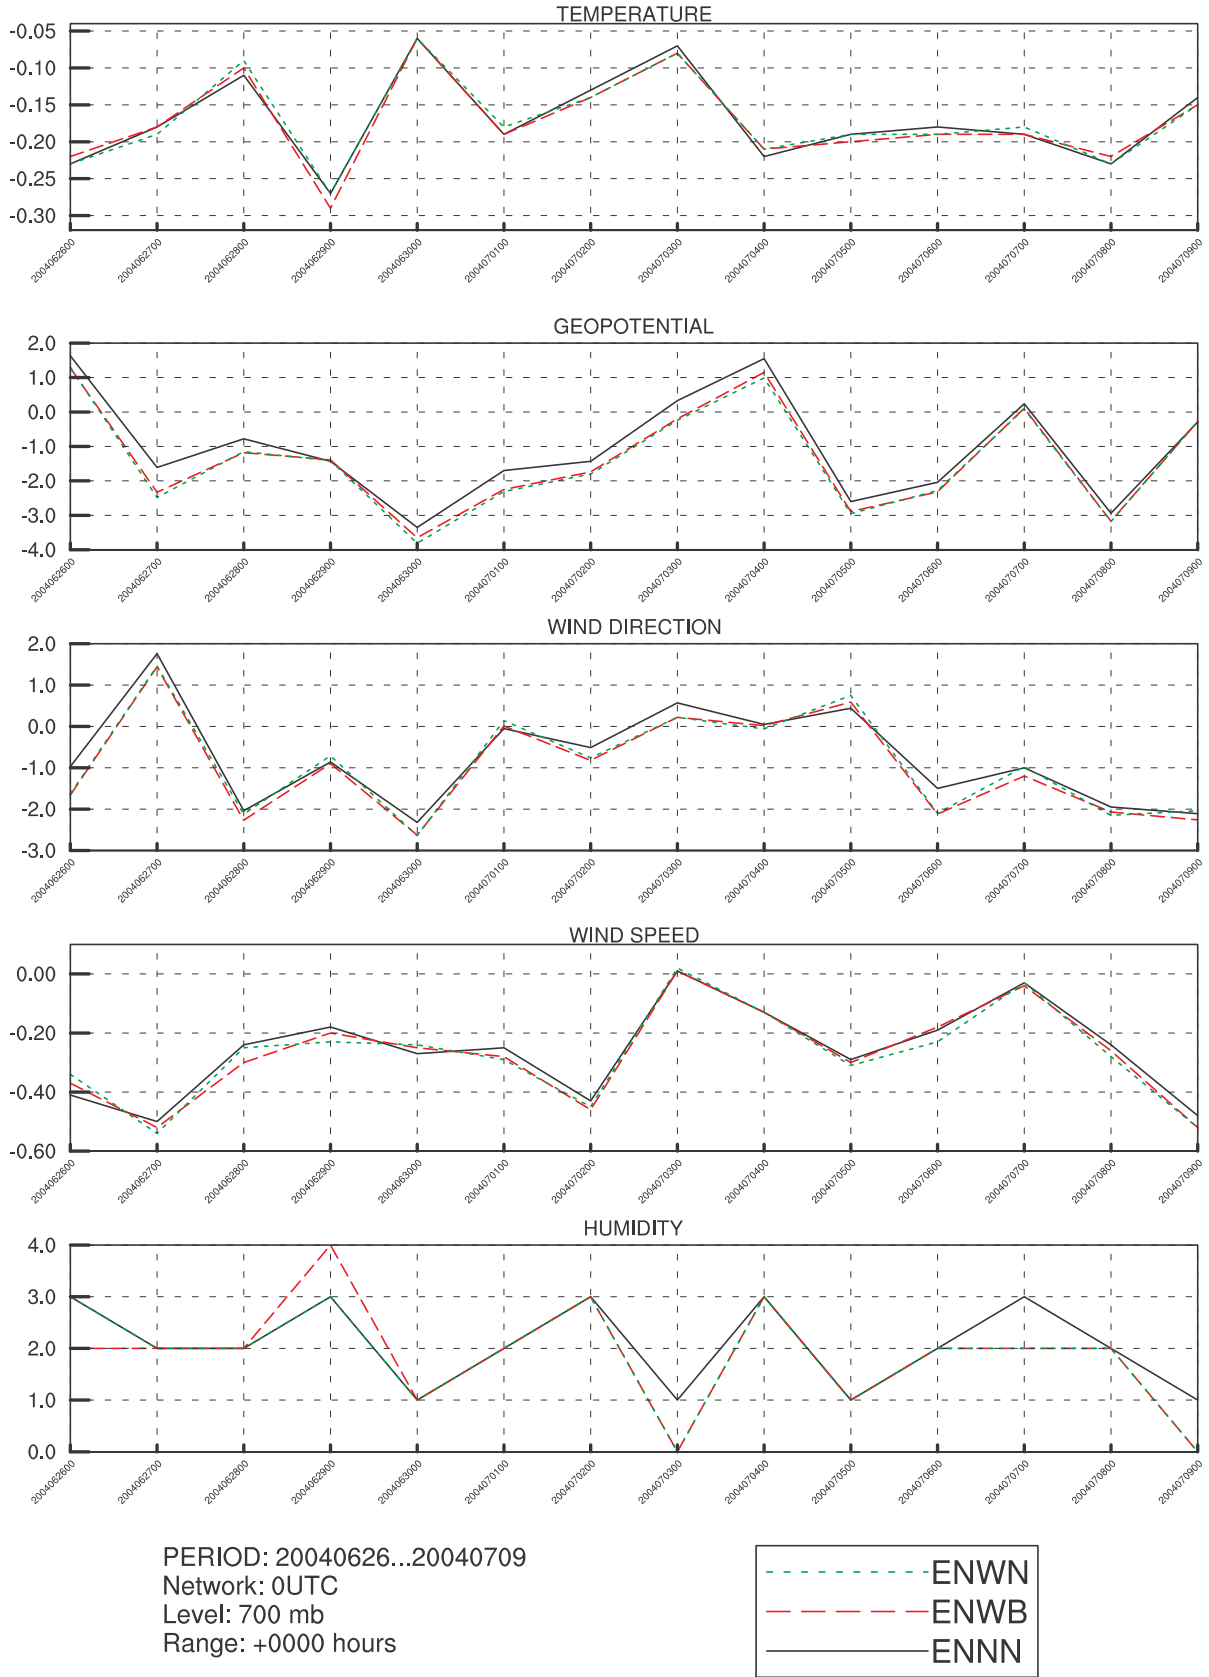 TEMPERATURE
-0.05
-0.10
-0.15
-0.20
-0.25
-0.30
2004062600 2004062700 2004062800 2004062900 2004063000 2004070100 2004070200 2004070300 2004070400 2004070500 2004070600 2004070700 2004070800 2004070900
GEOPOTENTIAL
2.0
1.0
0.0
-1.0
-2.0
-3.0
-4.0
2004062600 2004062700 2004062800 2004062900 2004063000 2004070100 2004070200 2004070300 2004070400 2004070500 2004070600 2004070700 2004070800 2004070900
WIND DIRECTION
2.0
1.0
0.0
-1.0
-2.0
-3.0
2004062600 2004062700 2004062800 2004062900 2004063000 2004070100 2004070200 2004070300 2004070400 2004070500 2004070600 2004070700 2004070800 2004070900
WIND SPEED
0.00
-0.20
-0.40
-0.60
2004062600 2004062700 2004062800 2004062900 2004063000 2004070100 2004070200 2004070300 2004070400 2004070500 2004070600 2004070700 2004070800 2004070900
HUMIDITY
4.0
3.0
2.0
1.0
0.0
2004062600 2004062700 2004062800 2004062900 2004063000 2004070100 2004070200 2004070300 2004070400 2004070500 2004070600 2004070700 2004070800 2004070900
PERIOD: 20040626...20040709
Network: 0UTC
Level: 700 mb
Range: +0000 hours
ENWN
ENWB
ENNN